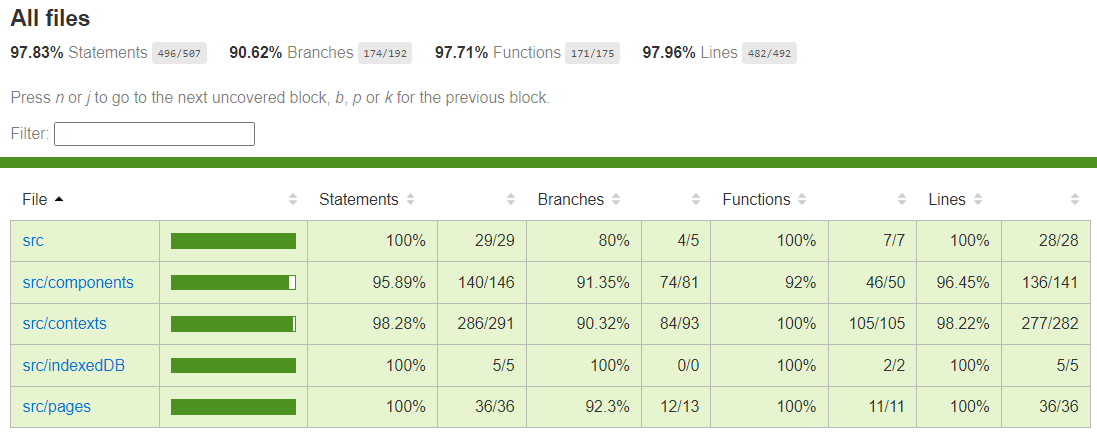 All files
97.83% Statements 496/507 90.62% Branches 174/192 97.71% Functions 171/175 97.96% Lines 482/492
Press n or j to go to the next uncovered block, b, p or k for the previous block.
Filter:
File Statements Branches Functions Lines
src 100% 29/29 80% 4/5 100% 7/7 100% 28/28
src/components 95.89% 140/146 91.35% 74/81 92% 46/50 96.45% 136/141
src/contexts 98.28% 286/291 90.32% 84/93 100% 105/105 98.22% 277/282
src/indexedDB 100% 5/5 100% 0/0 100% 2/2 100% 5/5
src/pages 100% 36/36 92.3% 12/13 100% 11/11 100% 36/36